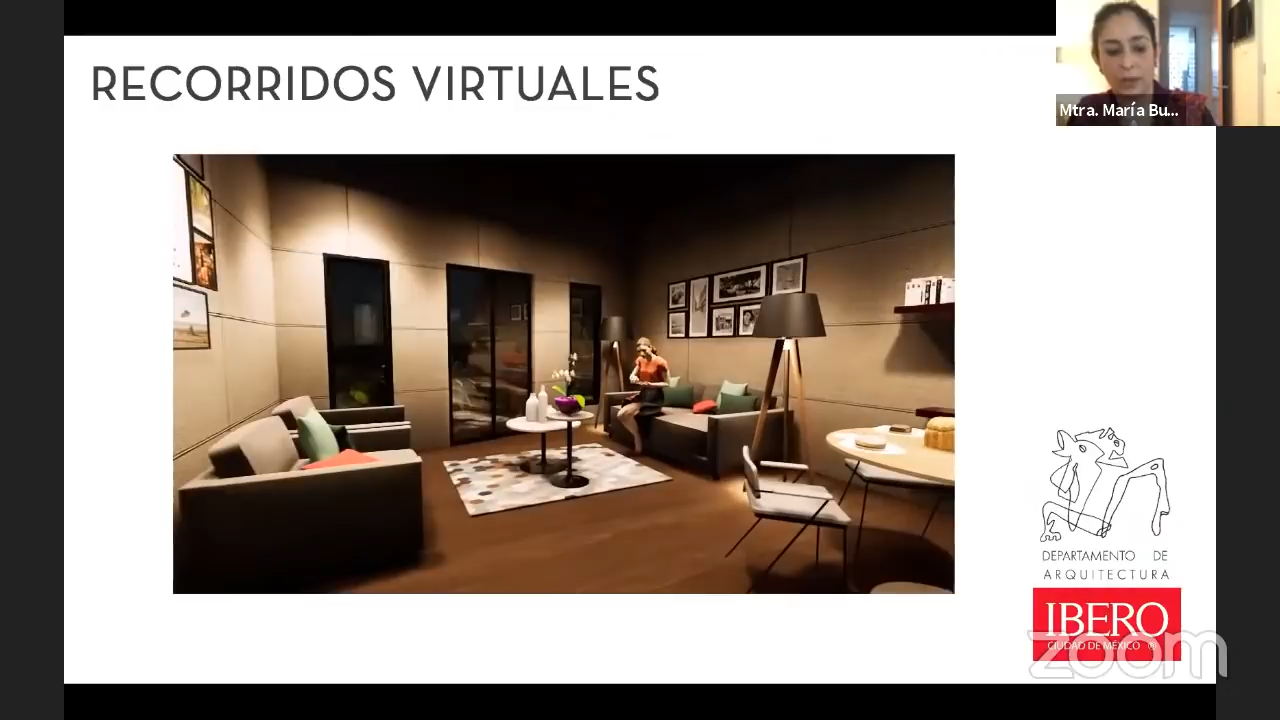 RECORRIDOS VIRTUALES
Mtra. María Bu...
DEPARTAMENTO DE
ARQUITECTURA
IBERO
CIUDAD DE MÉXICO ®
zoom